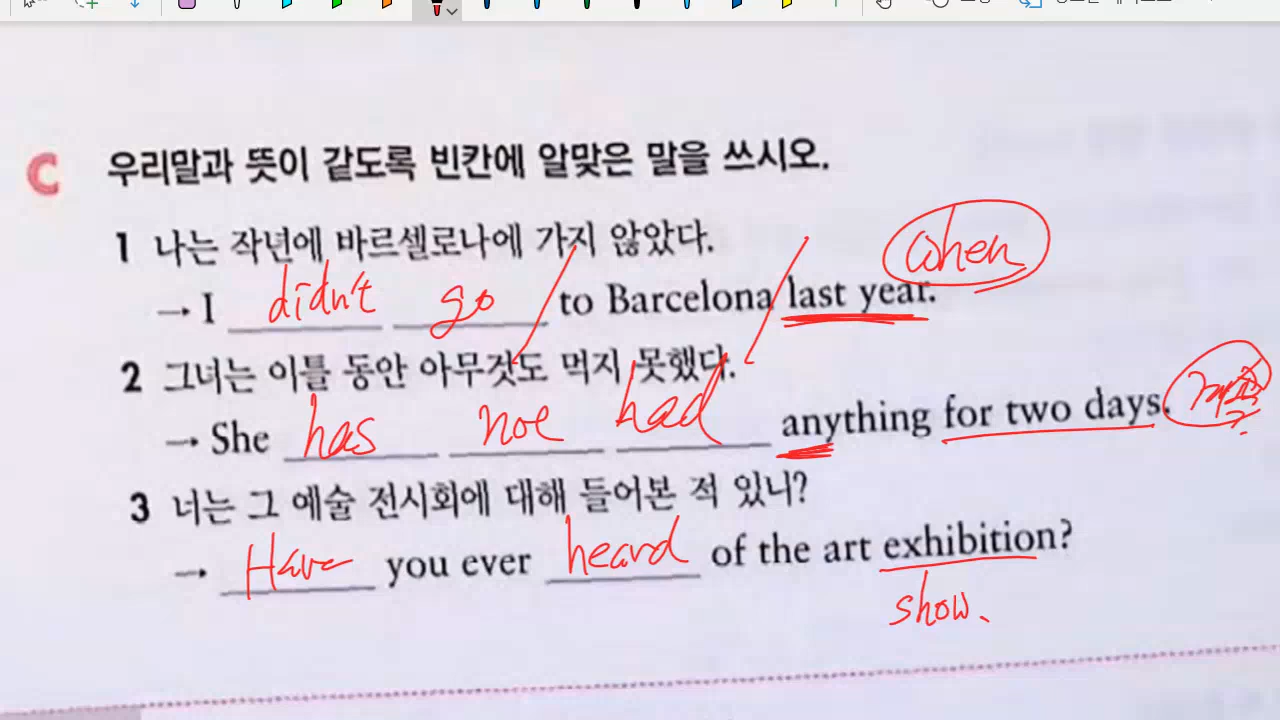 C 우리말과 뜻이 같도록 빈칸에 알맞은 말을 쓰시오.
1 나는 작년에 바르셀로나에 가지 않았다.
→ I didn't go to Barcelona last year. when
2 그녀는 이틀 동안 아무것도 먹지 못했다.
→ She has not had anything for two days.
3 너는 그 예술 전시회에 대해 들어본 적 있니?
→ Have you ever heard of the art exhibition?
show.